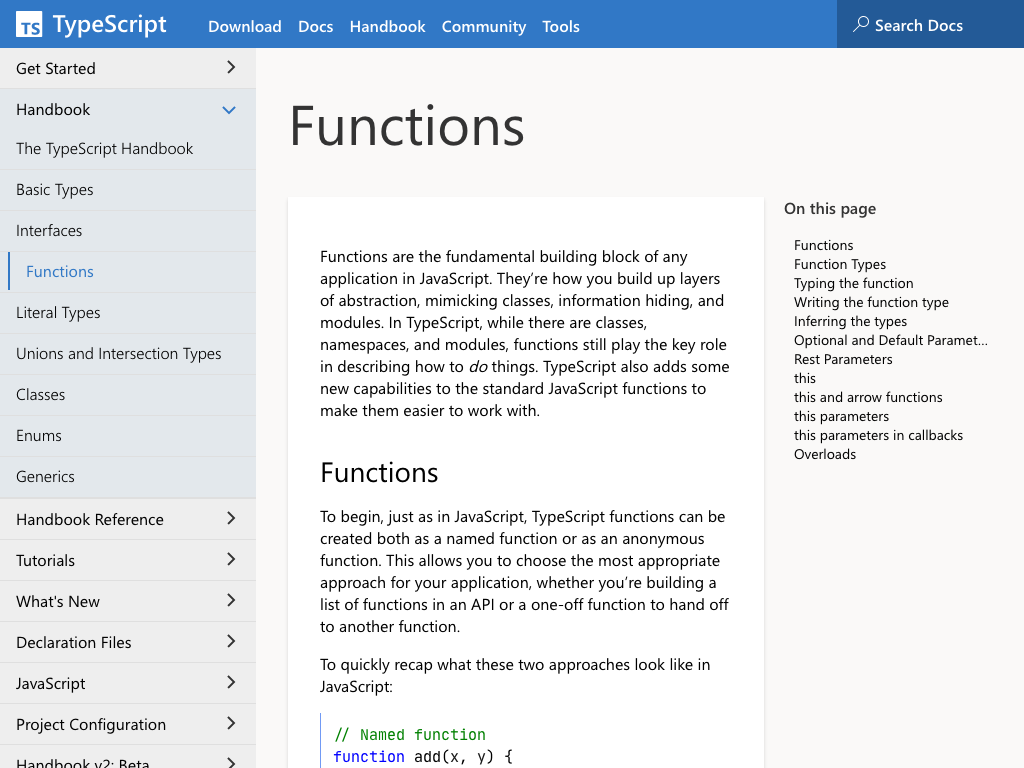 TS TypeScript
Download Docs Handbook Community Tools
Search Docs
Get Started
Handbook
The TypeScript Handbook
Basic Types
Interfaces
Functions
Literal Types
Unions and Intersection Types
Classes
Enums
Generics
Handbook Reference
Tutorials
What's New
Declaration Files
JavaScript
Project Configuration
Handbook v2: Beta
Functions
Functions are the fundamental building block of any
application in JavaScript. They’re how you build up layers
of abstraction, mimicking classes, information hiding, and
modules. In TypeScript, while there are classes,
namespaces, and modules, functions still play the key role
in describing how to do things. TypeScript also adds some
new capabilities to the standard JavaScript functions to
make them easier to work with.
Functions
To begin, just as in JavaScript, TypeScript functions can be
created both as a named function or as an anonymous
function. This allows you to choose the most appropriate
approach for your application, whether you’re building a
list of functions in an API or a one-off function to hand off
to another function.
To quickly recap what these two approaches look like in
JavaScript:
// Named function
function add(x, y) {
On this page
Functions
Function Types
Typing the function
Writing the function type
Inferring the types
Optional and Default Paramet...
Rest Parameters
this
this and arrow functions
this parameters
this parameters in callbacks
Overloads